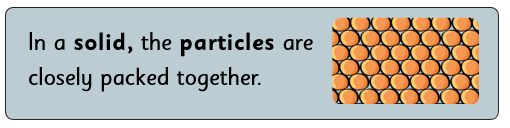 In a solid, the particles are
closely packed together.